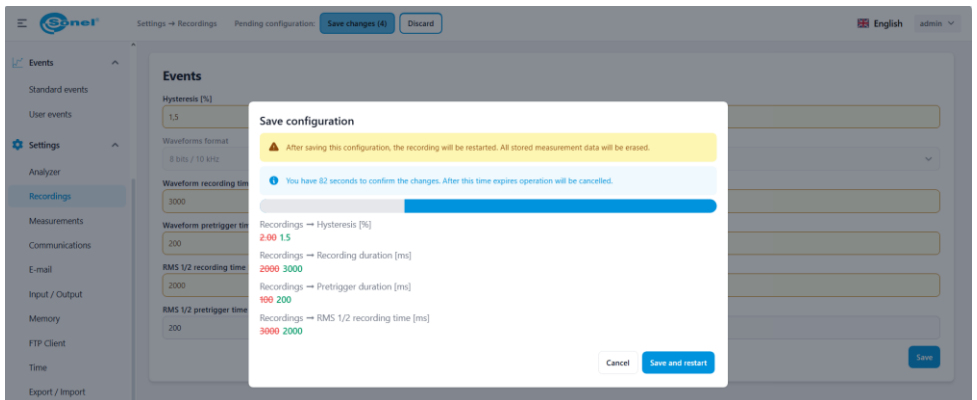 Sonel®
Settings → Recordings
Pending configuration:
Save changes (4)
Discard
English
admin
Events
Standard events
User events
Settings
Analyzer
Recordings
Measurements
Communications
E-mail
Input / Output
Memory
FTP Client
Time
Export / Import
Events
Hysteresis [%]
1,5
Waveforms format
8 bits / 10 kHz
Waveform recording tim
3000
Waveform pretrigger tim
200
RMS 1/2 recording time
2000
RMS 1/2 pretrigger time
200
Save
Save configuration
After saving this configuration, the recording will be restarted. All stored measurement data will be erased.
You have 82 seconds to confirm the changes. After this time expires operation will be cancelled.
Recordings → Hysteresis [%]
2.00 1.5
Recordings → Recording duration [ms]
2000 3000
Recordings → Pretrigger duration [ms]
100 200
Recordings → RMS 1/2 recording time [ms]
3000 2000
Cancel
Save and restart